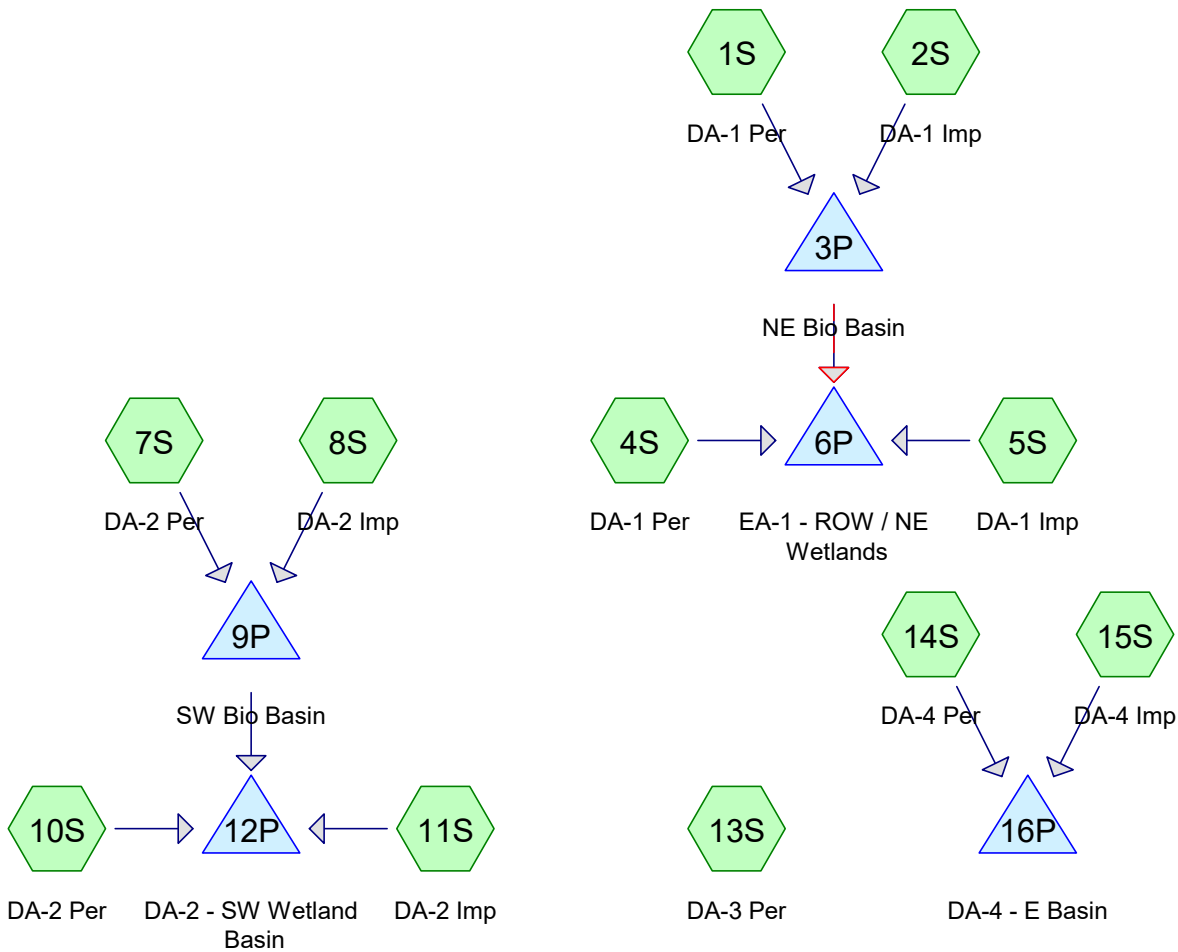 1S
2S
DA-1 Per
DA-1 Imp
3P
NE Bio Basin
7S
8S
4S
6P
5S
DA-2 Per
DA-2 Imp
DA-1 Per
EA-1 - ROW / NE
Wetlands
DA-1 Imp
9P
14S
15S
SW Bio Basin
DA-4 Per
DA-4 Imp
10S
12P
11S
13S
16P
DA-2 Per
DA-2 - SW Wetland
Basin
DA-2 Imp
DA-3 Per
DA-4 - E Basin